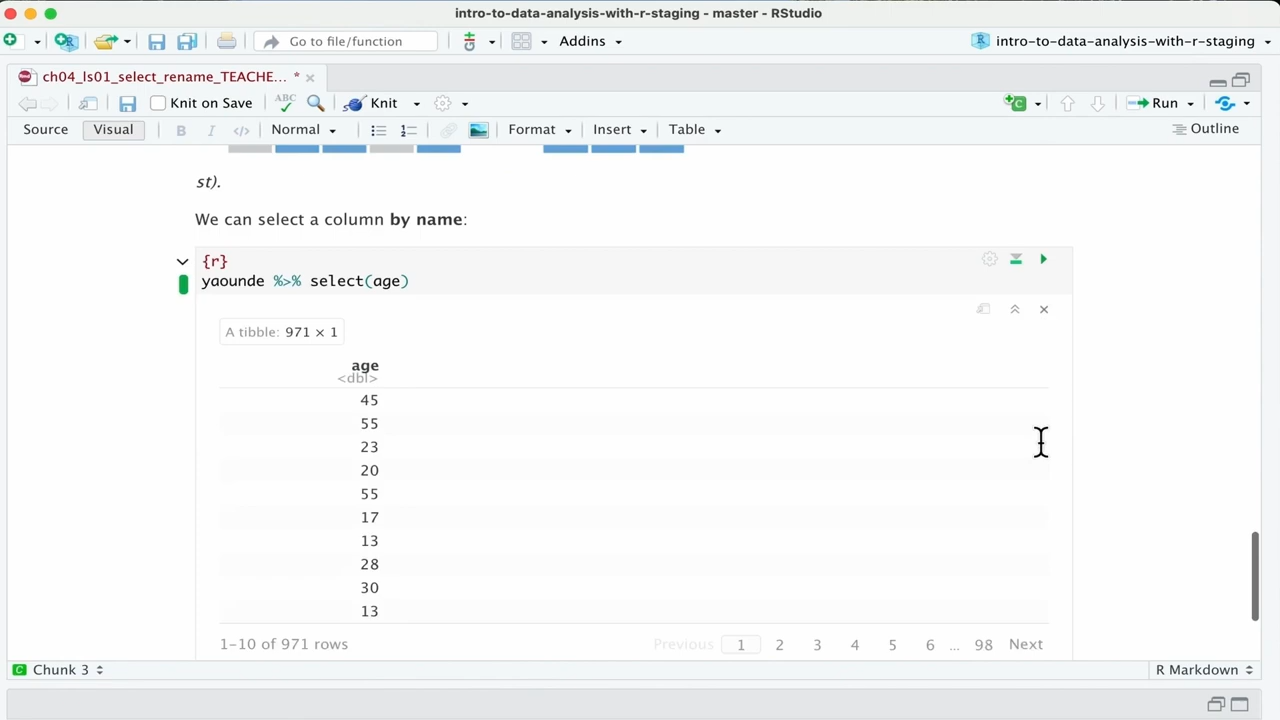 intro-to-data-analysis-with-r-staging - master - RStudio
Go to file/function
Addins
intro-to-data-analysis-with-r-staging
ch04_ls01_select_rename_TEACHE... *
Knit on Save
ABC
Knit
Run
Source
Visual
B
I
</>
Normal
Format
Insert
Table
Outline
st).
We can select a column by name:
{r}
yaounde %>% select(age)
A tibble: 971 × 1
age
<dbl>
45
55
23
20
55
17
13
28
30
13
1-10 of 971 rows
Previous 1 2 3 4 5 6 ... 98 Next
C Chunk 3
R Markdown